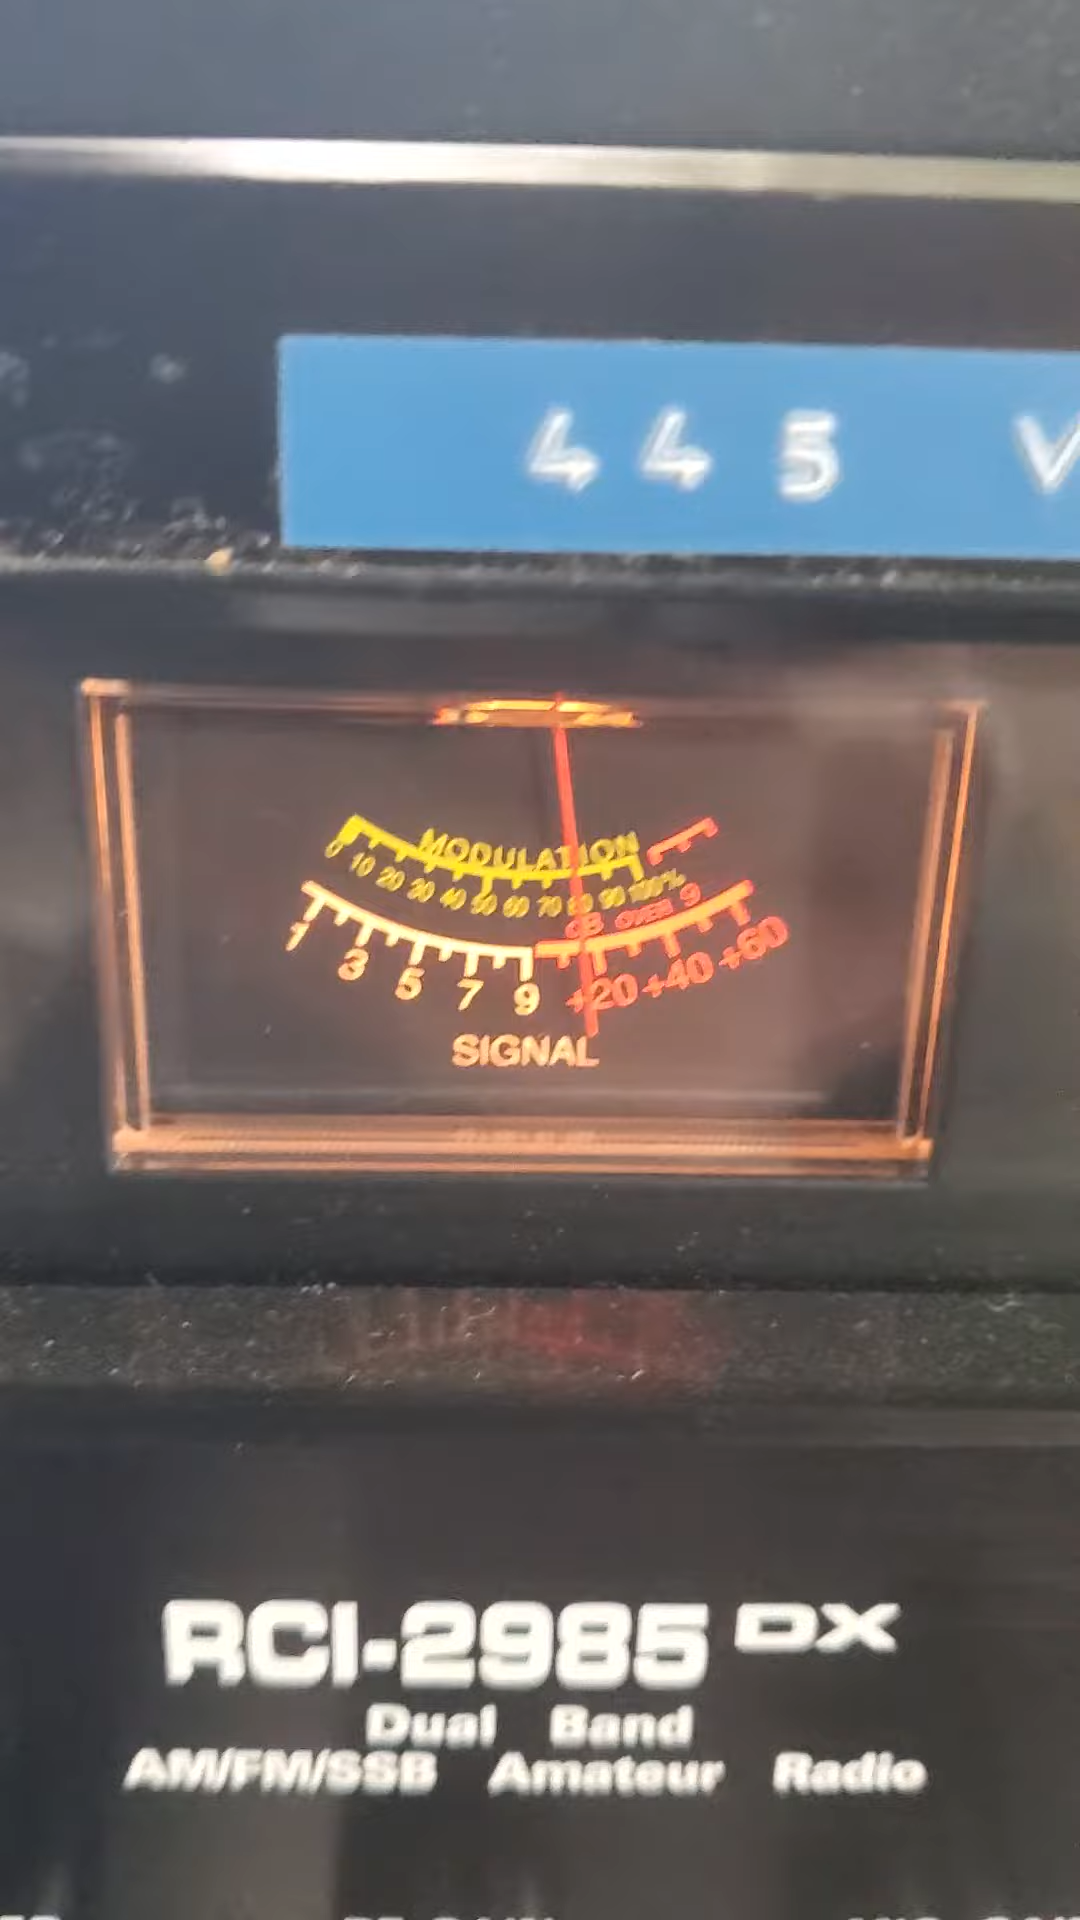 445 V
MODULATION
0 10 20 30 40 50 60 70 80 90 100%
dB OVER 9
1 3 5 7 9 +20 +40 +60
SIGNAL
RCI-2985 DX
Dual Band
AM/FM/SSB Amateur Radio